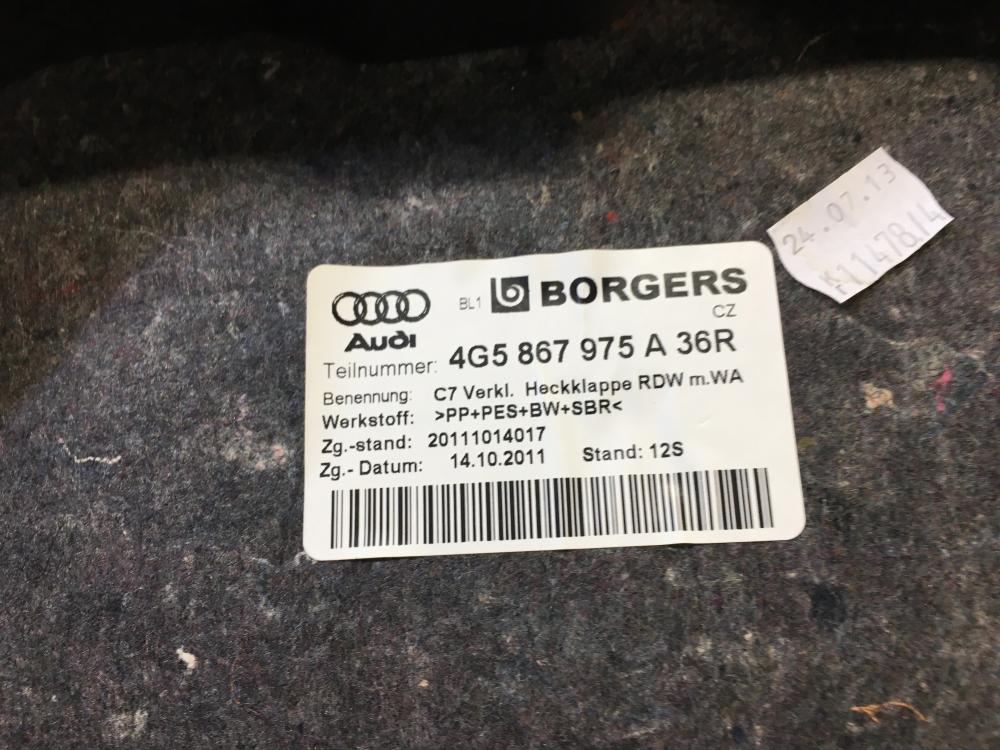 24.07.13
K1147814
Audi
BL1 BORGERS
CZ
Teilnummer: 4G5 867 975 A 36R
Benennung: C7 Verkl. Heckklappe RDW m.WA
Werkstoff: >PP+PES+BW+SBR<
Zg.-stand: 20111014017
Zg.- Datum: 14.10.2011 Stand: 12S